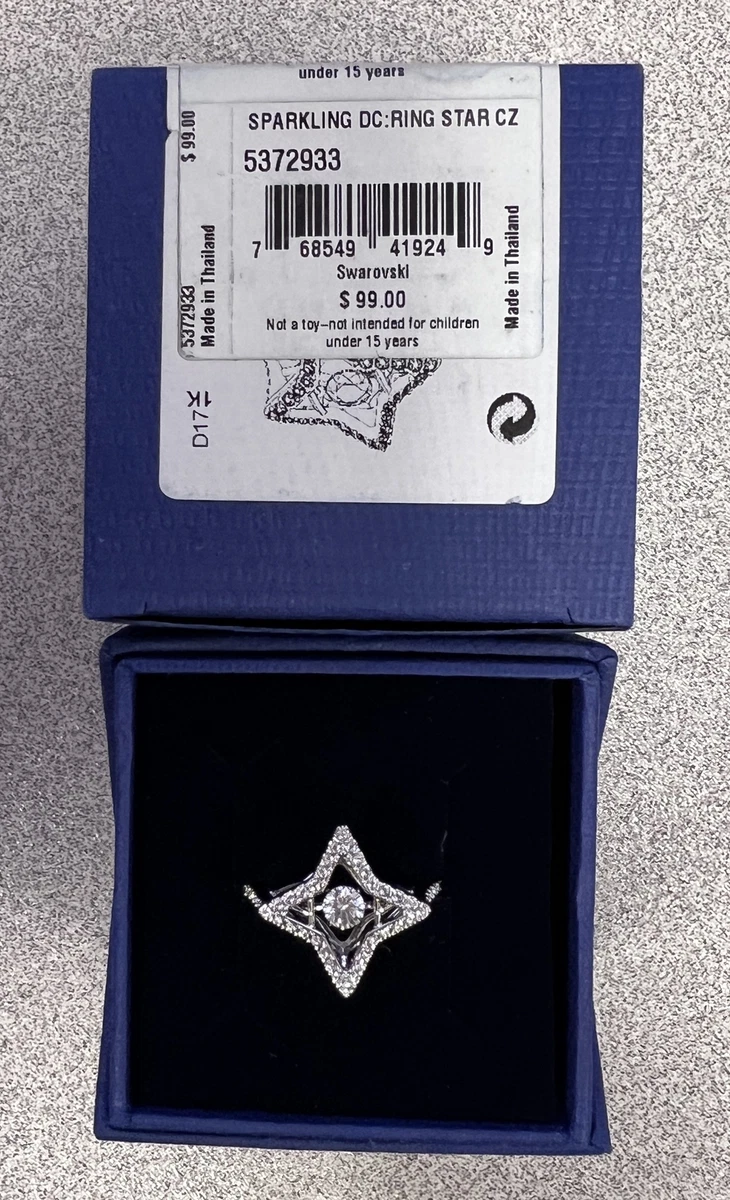 under 15 years
$ 99.00
SPARKLING DC:RING STAR CZ
5372933
7 68549 41924 9
Swarovski
$ 99.00
Not a toy-not intended for children
under 15 years
5372933
Made in Thailand
Made in Thailand
D17